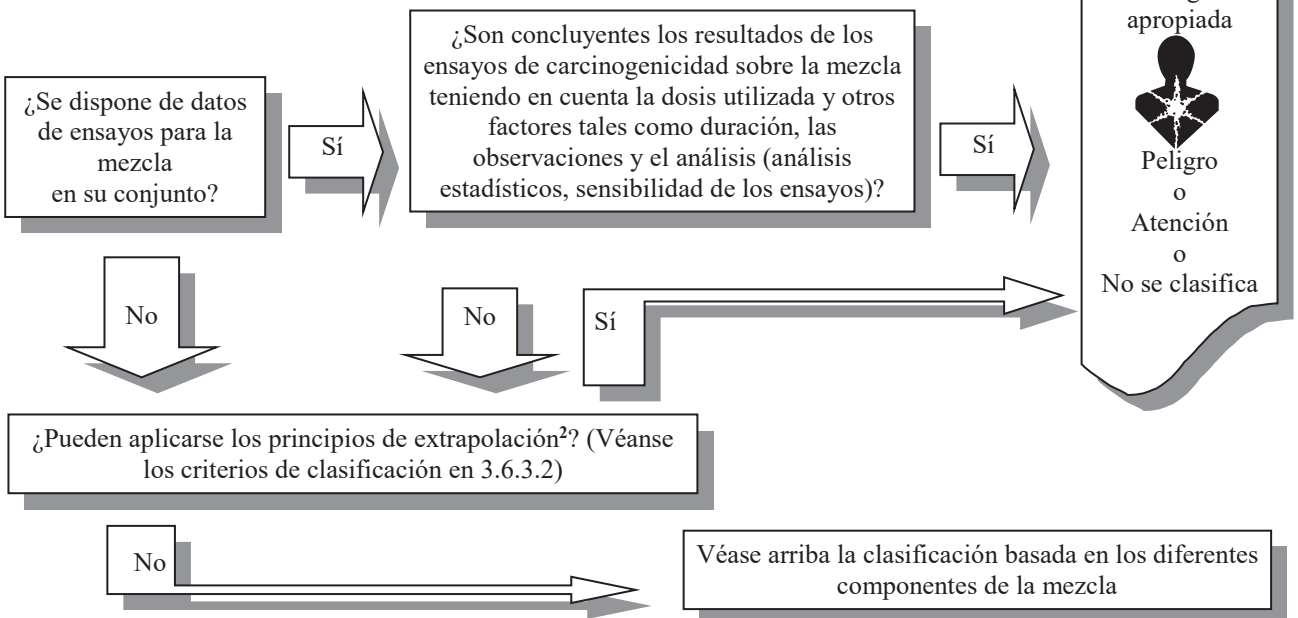 ¿Se dispone de datos
de ensayos para la
mezcla
en su conjunto?
Sí
¿Son concluyentes los resultados de los
ensayos de carcinogenicidad sobre la mezcla
teniendo en cuenta la dosis utilizada y otros
factores tales como duración, las
observaciones y el análisis (análisis
estadísticos, sensibilidad de los ensayos)?
Sí
apropiada
Peligro
o
Atención
o
No se clasifica
No
No
Sí
¿Pueden aplicarse los principios de extrapolación²? (Véanse
los criterios de clasificación en 3.6.3.2)
No
Véase arriba la clasificación basada en los diferentes
componentes de la mezcla